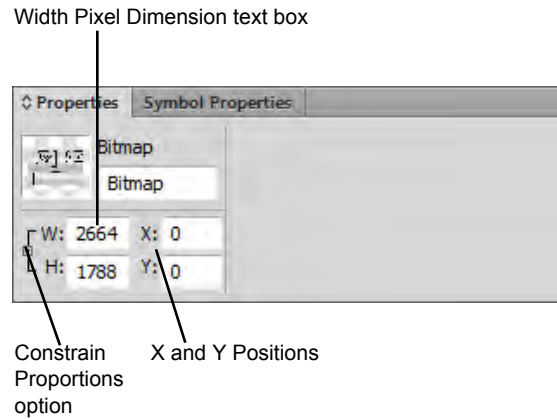 Width Pixel Dimension text box
Properties Symbol Properties
Bitmap
Bitmap
W: 2664 X: 0
H: 1788 Y: 0
Constrain Proportions option
X and Y Positions